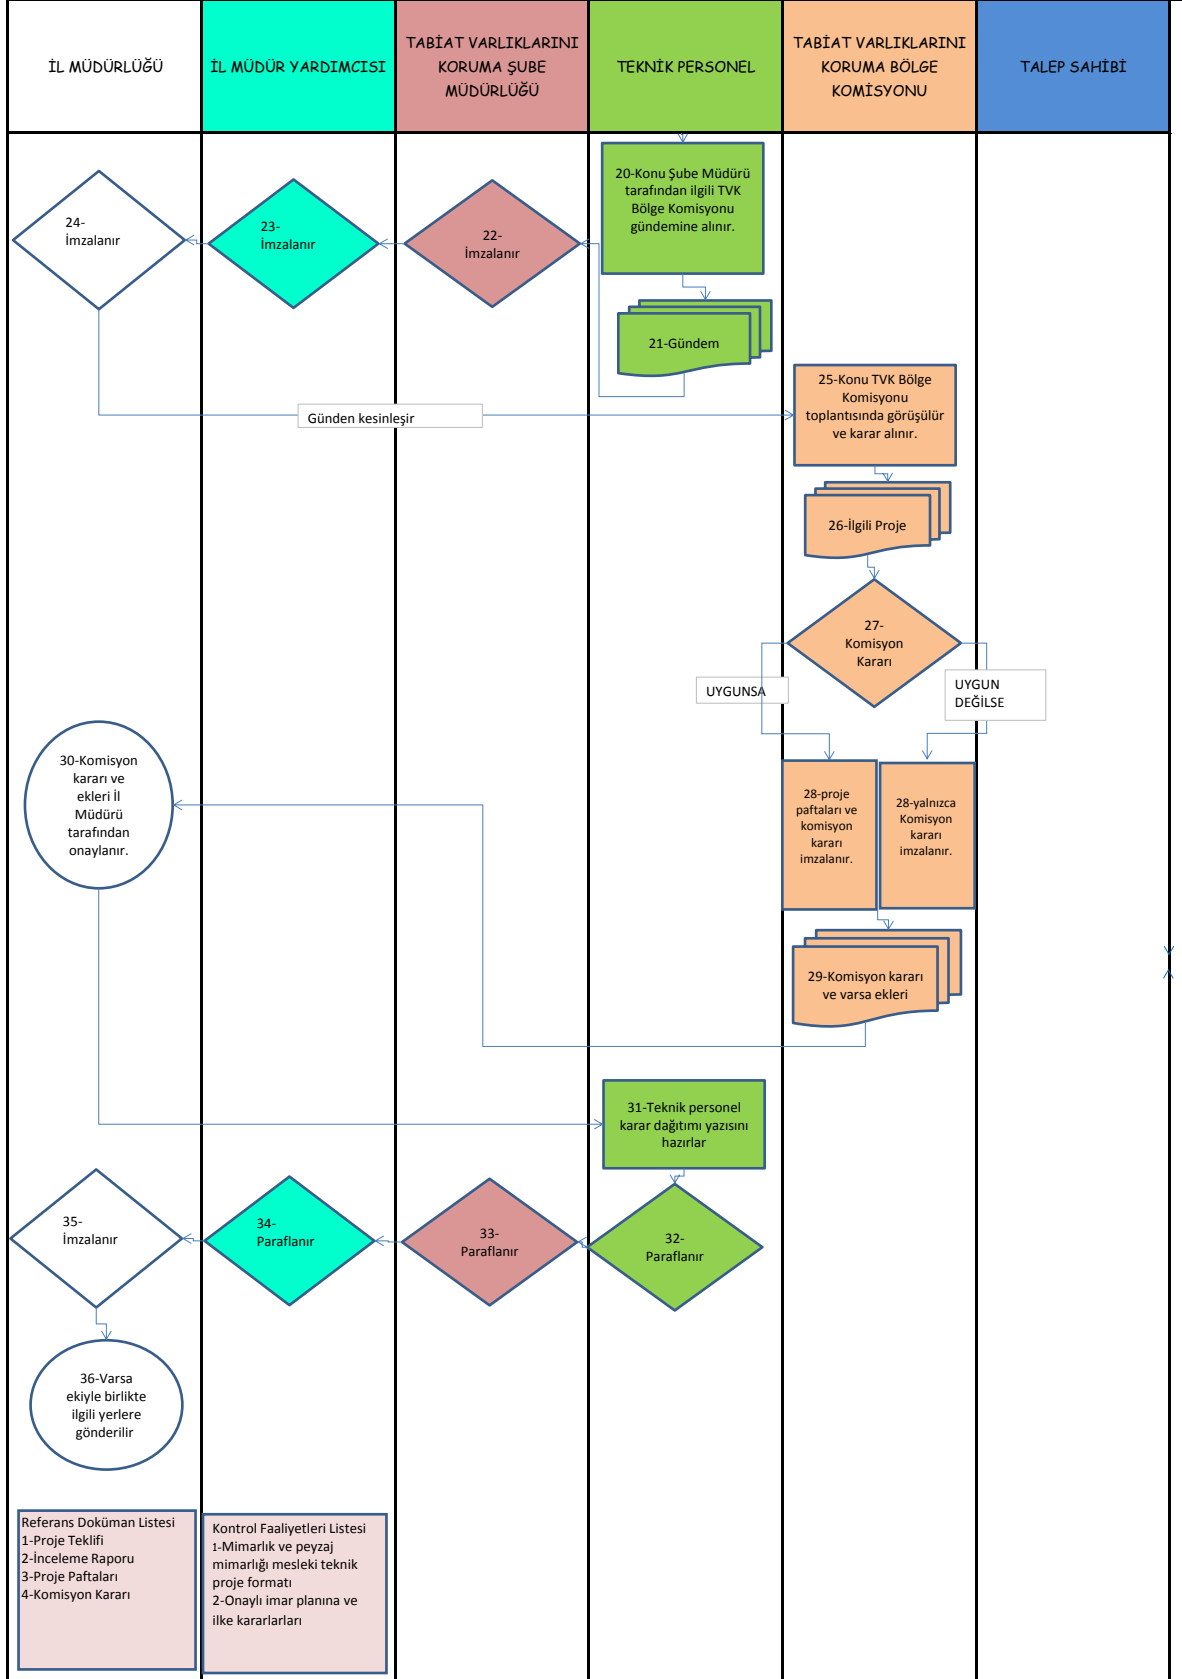 İL MÜDÜRLÜĞÜ
İL MÜDÜR YARDIMCISI
TABİAT VARLIKLARINI
KORUMA ŞUBE
MÜDÜRLÜĞÜ
TEKNİK PERSONEL
TABİAT VARLIKLARINI
KORUMA BÖLGE
KOMİSYONU
TALEP SAHİBİ
20-Konu Şube Müdürü
tarafından ilgili TVK
Bölge Komisyonu
gündemine alınır.
21-Gündem
22-
İmzalanır
23-
İmzalanır
24-
İmzalanır
Günden kesinleşir
25-Konu TVK Bölge
Komisyonu
toplantısında görüşülür
ve karar alınır.
26-İlgili Proje
27-
Komisyon
Kararı
UYGUNSA
UYGUN
DEĞİLSE
28-proje
paftaları ve
komisyon
kararı
imzalanır.
28-yalnızca
Komisyon
kararı
imzalanır.
29-Komisyon kararı
ve varsa ekleri
30-Komisyon
kararı ve
ekleri İl
Müdürü
tarafından
onaylanır.
31-Teknik personel
karar dağıtımı yazısını
hazırlar
32-
Paraflanır
33-
Paraflanır
34-
Paraflanır
35-
İmzalanır
36-Varsa
ekiyle birlikte
ilgili yerlere
gönderilir
Referans Doküman Listesi
1-Proje Teklifi
2-İnceleme Raporu
3-Proje Paftaları
4-Komisyon Kararı
Kontrol Faaliyetleri Listesi
1-Mimarlık ve peyzaj
mimarlığı mesleki teknik
proje formatı
2-Onaylı imar planına ve
ilke kararlarları